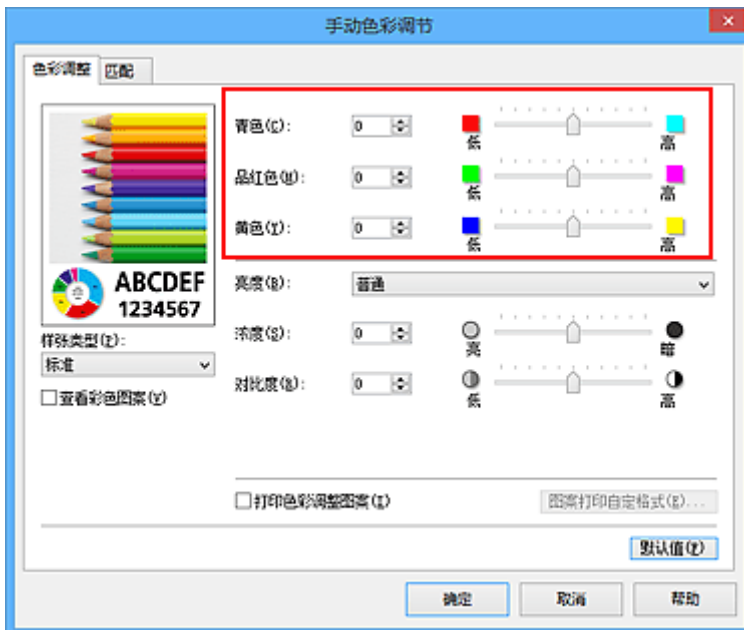 手动色彩调节
色彩调整 匹配
青色(C): 0 低 高
品红色(M): 0 低 高
黄色(Y): 0 低 高
ABCDEF
1234567
亮度(B): 普通
样张类型(P):
标准
浓度(S): 0 亮 暗
查看彩色图案(V)
对比度(&): 0 低 高
打印色彩调整图案(I) 图案打印自定格式(E)...
默认值(F)
确定 取消 帮助